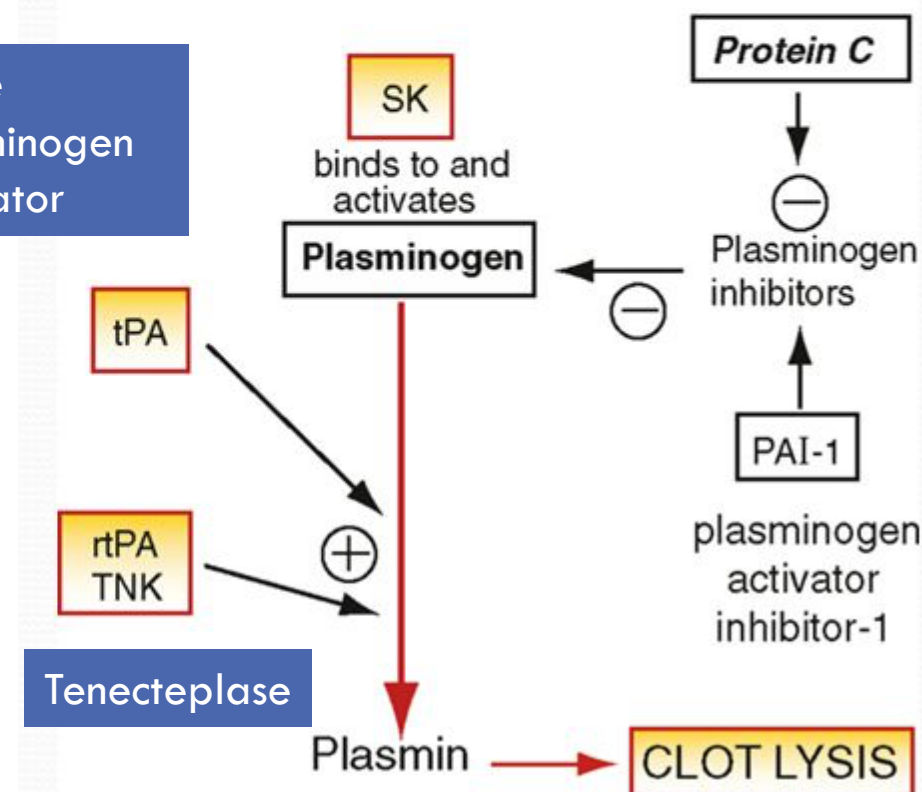 minogen
ator
SK
binds to and
activates
Plasminogen
Protein C
−
Plasminogen
inhibitors
−
tPA
PAI-1
plasminogen
activator
inhibitor-1
rtPA
TNK
+
Tenecteplase
Plasmin
CLOT LYSIS